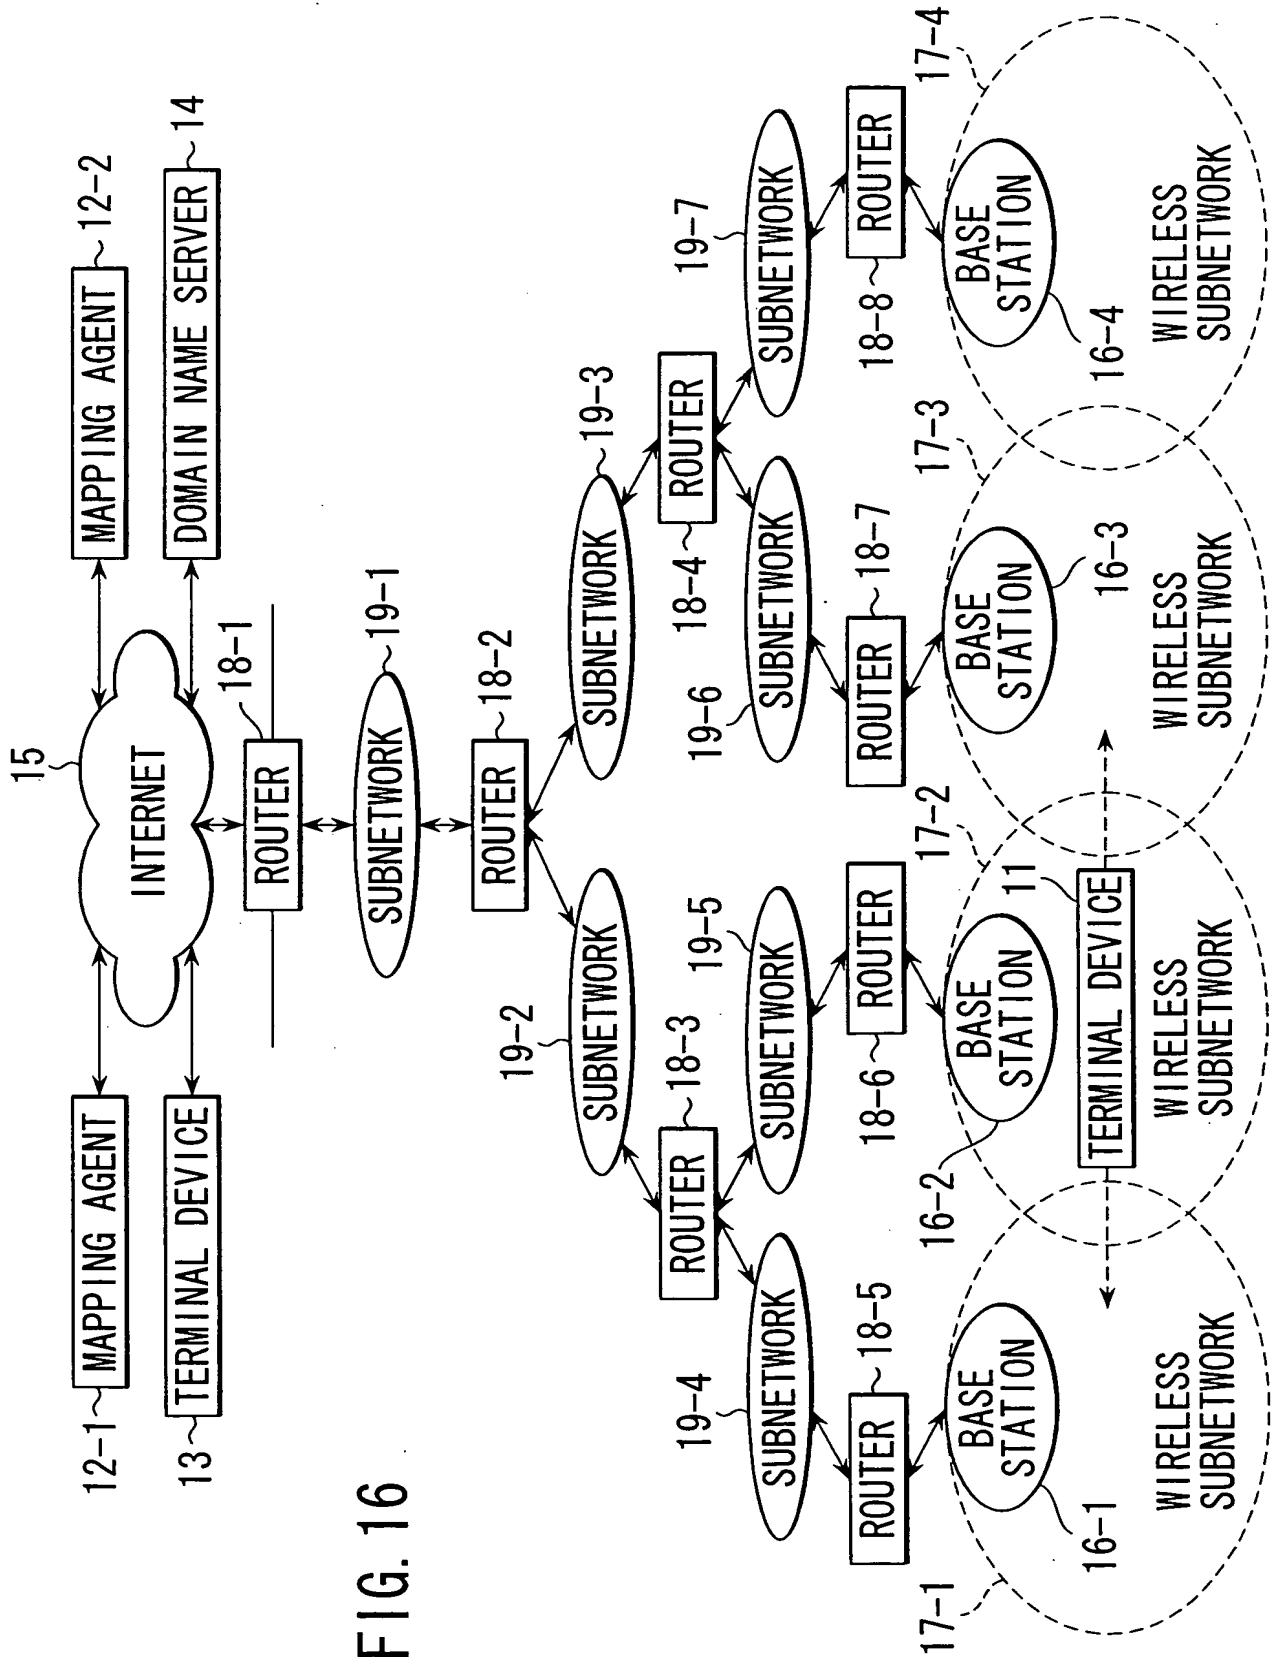 FIG. 16
15
INTERNET
12-1
MAPPING AGENT
MAPPING AGENT
12-2
13
TERMINAL DEVICE
DOMAIN NAME SERVER
14
ROUTER
18-1
SUBNETWORK
19-1
ROUTER
18-2
19-2
SUBNETWORK
SUBNETWORK
19-3
ROUTER
18-3
18-4
ROUTER
19-4
SUBNETWORK
SUBNETWORK
19-5
19-6
SUBNETWORK
SUBNETWORK
19-7
ROUTER
18-5
18-6
ROUTER
ROUTER
18-7
18-8
ROUTER
17-1
17-2
17-3
17-4
BASE
STATION
16-1
BASE
STATION
16-2
BASE
STATION
16-3
BASE
STATION
16-4
11
TERMINAL DEVICE
WIRELESS
SUBNETWORK
WIRELESS
SUBNETWORK
WIRELESS
SUBNETWORK
WIRELESS
SUBNETWORK